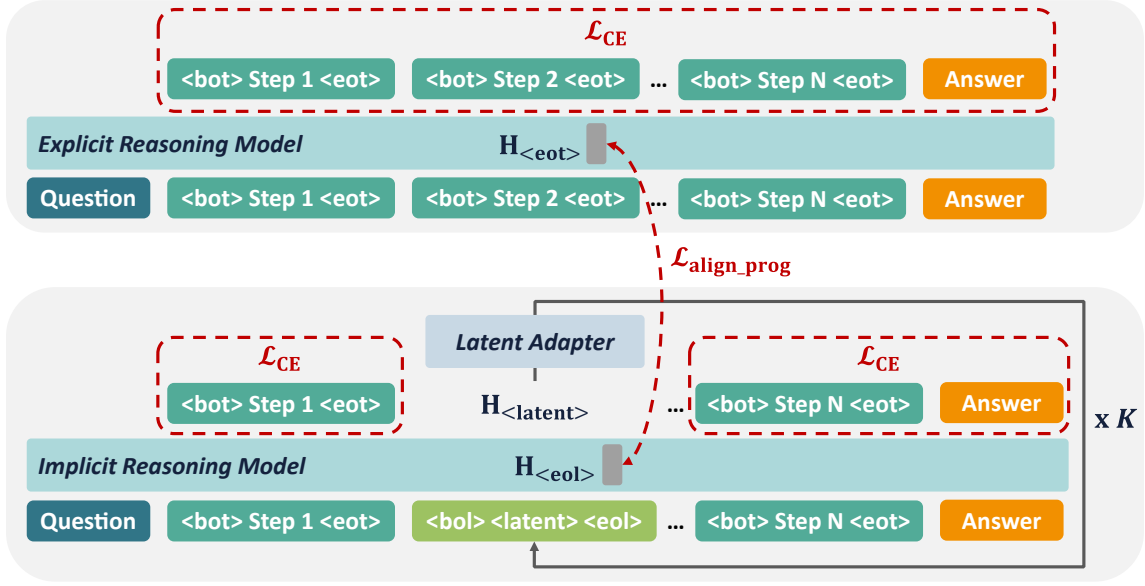 ℒCE
<bot> Step 1 <eot> <bot> Step 2 <eot> ... <bot> Step N <eot> Answer
Explicit Reasoning Model H<eot>
Question <bot> Step 1 <eot> <bot> Step 2 <eot> ... <bot> Step N <eot> Answer
ℒalign_prog
Latent Adapter
ℒCE ℒCE
<bot> Step 1 <eot> H<latent> ... <bot> Step N <eot> Answer
x K
Implicit Reasoning Model H<eol>
Question <bot> Step 1 <eot> <bol> <latent> <eol> ... <bot> Step N <eot> Answer